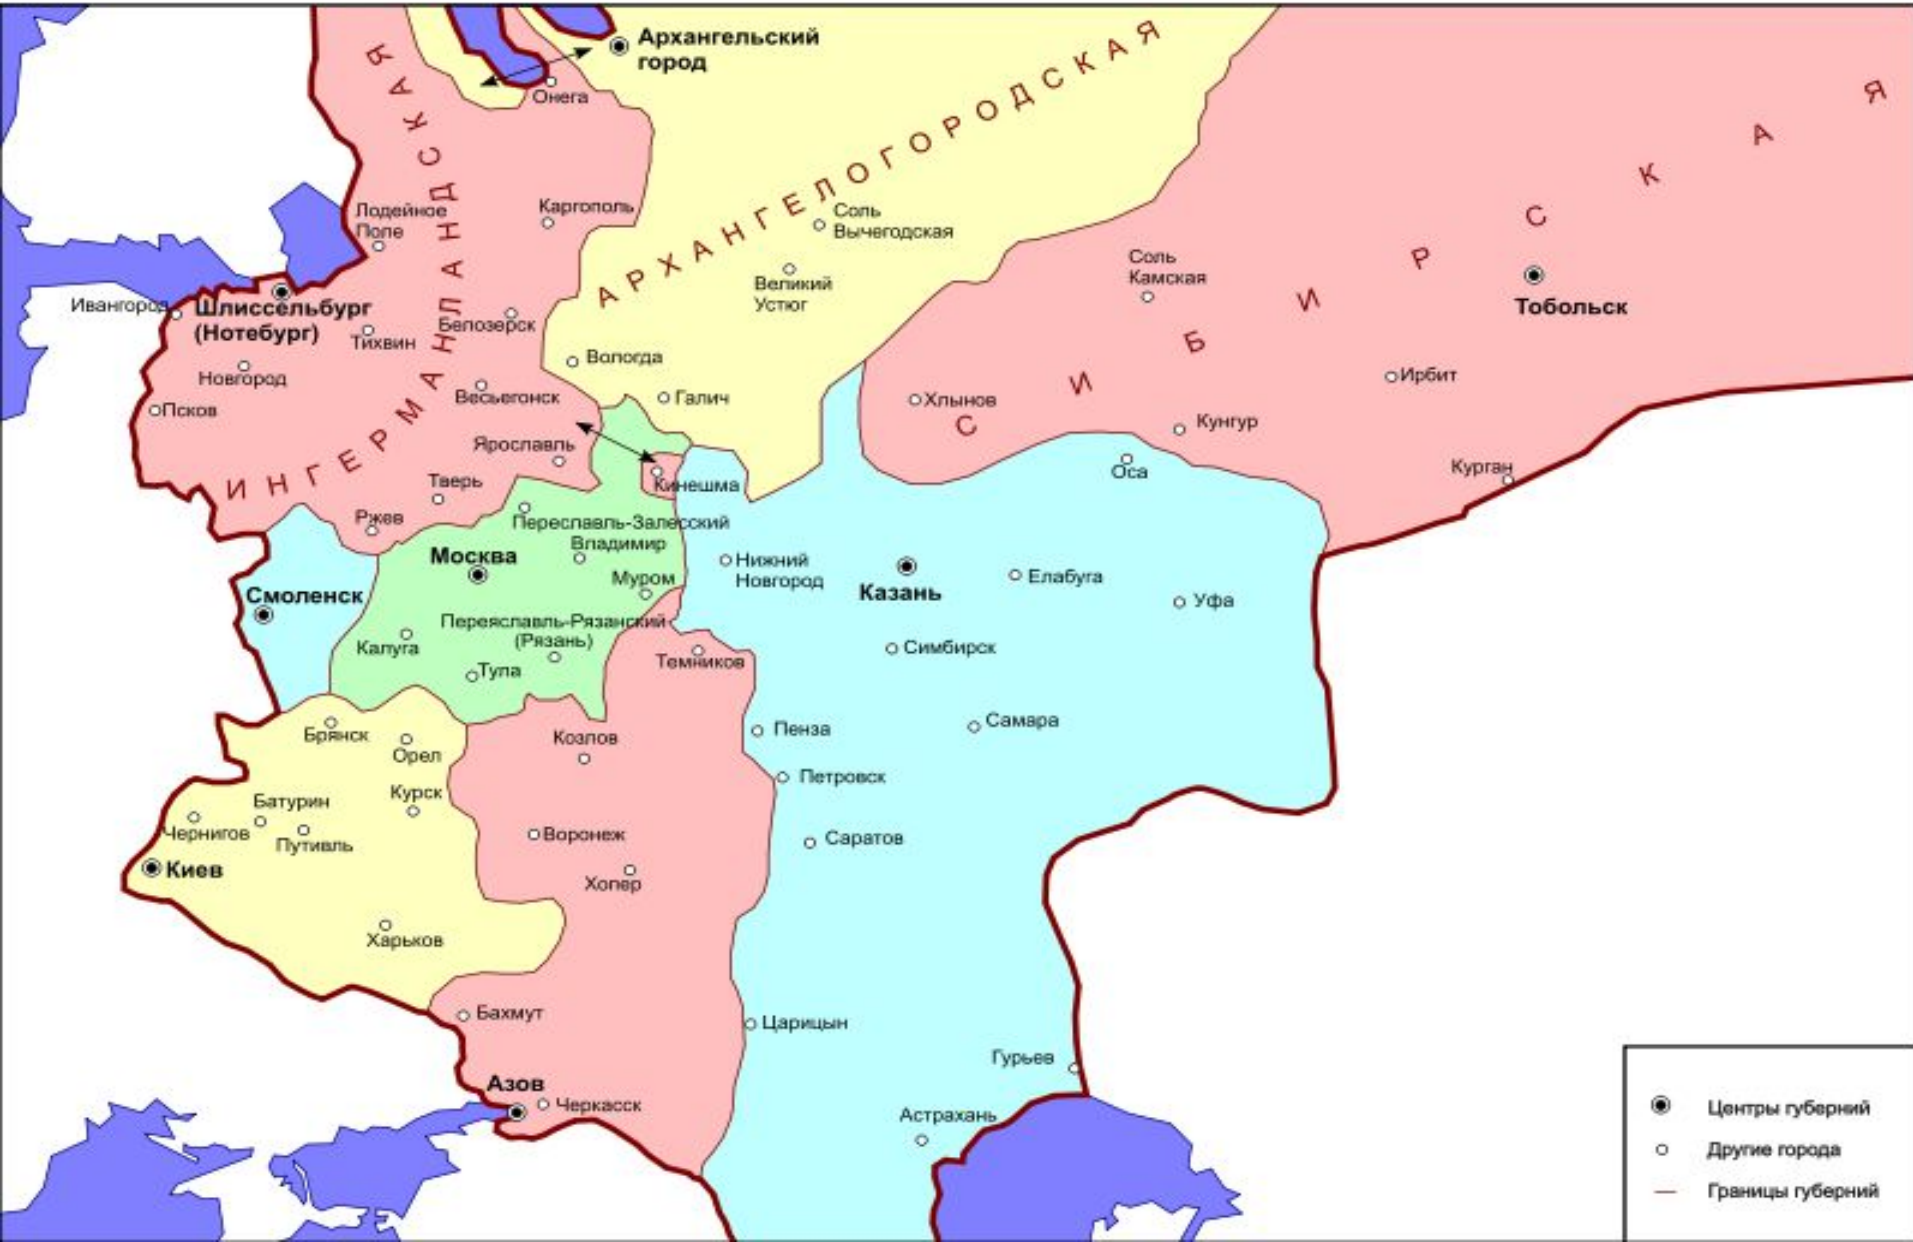 Архангельский
город
Онега
ИНГЕРМАНЛАНДСКАЯ
АРХАНГЕЛОГОРОДСКАЯ
СИБИРСКАЯ
Лодейное
Поле
Каргополь
Соль
Вычегодская
Великий
Устюг
Соль
Камская
Тобольск
Ивангород
Шлиссельбург
(Нотебург)
Тихвин
Белозерск
Новгород
Вологда
Весьегонск
Галич
Псков
Хлынов
Ирбит
Кунгур
Ярославль
Кинешма
Оса
Курган
Тверь
Ржев
Переславль-Залесский
Москва
Владимир
Нижний
Новгород
Казань
Елабуга
Муром
Смоленск
Уфа
Переяславль-Рязанский
(Рязань)
Калуга
Тула
Темников
Симбирск
Брянск
Орел
Козлов
Пенза
Самара
Петровск
Курск
Батурин
Чернигов
Путивль
Воронеж
Саратов
Киев
Хопер
Харьков
Бахмут
Царицын
Гурьев
Азов
Черкасск
Астрахань
Центры губерний
Другие города
Границы губерний